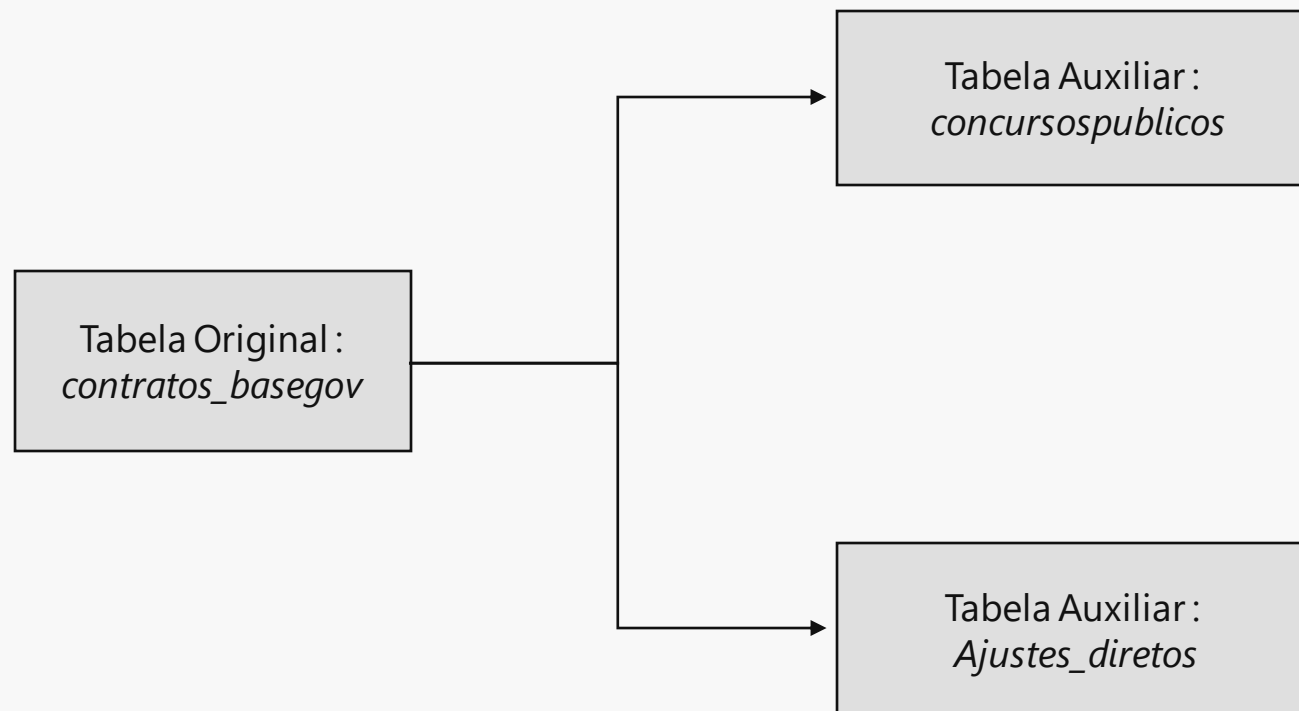 Tabela Auxiliar :
concursospublicos
Tabela Original :
contratos_basegov
Tabela Auxiliar :
Ajustes_diretos